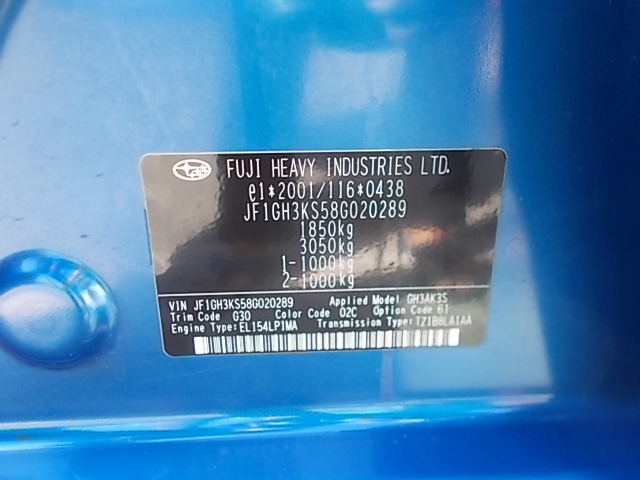 FUJI HEAVY INDUSTRIES LTD.
e1*2001/116*0438
JF1GH3KS58G020289
1850kg
3050kg
1-1000kg
2-1000kg
VIN JF1GH3KS58G020289 Applied Model GH3AK3S
Trim Code G30 Color Code 02C Option Code 61
Engine Type: EL154LP1MA Transmission Type: TZ1B8LA1AA